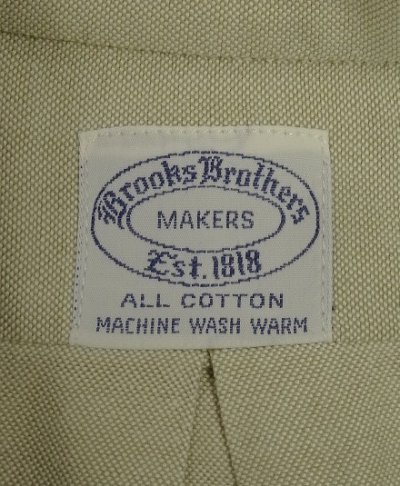 Brooks Brothers
MAKERS
Est. 1818
ALL COTTON
MACHINE WASH WARM